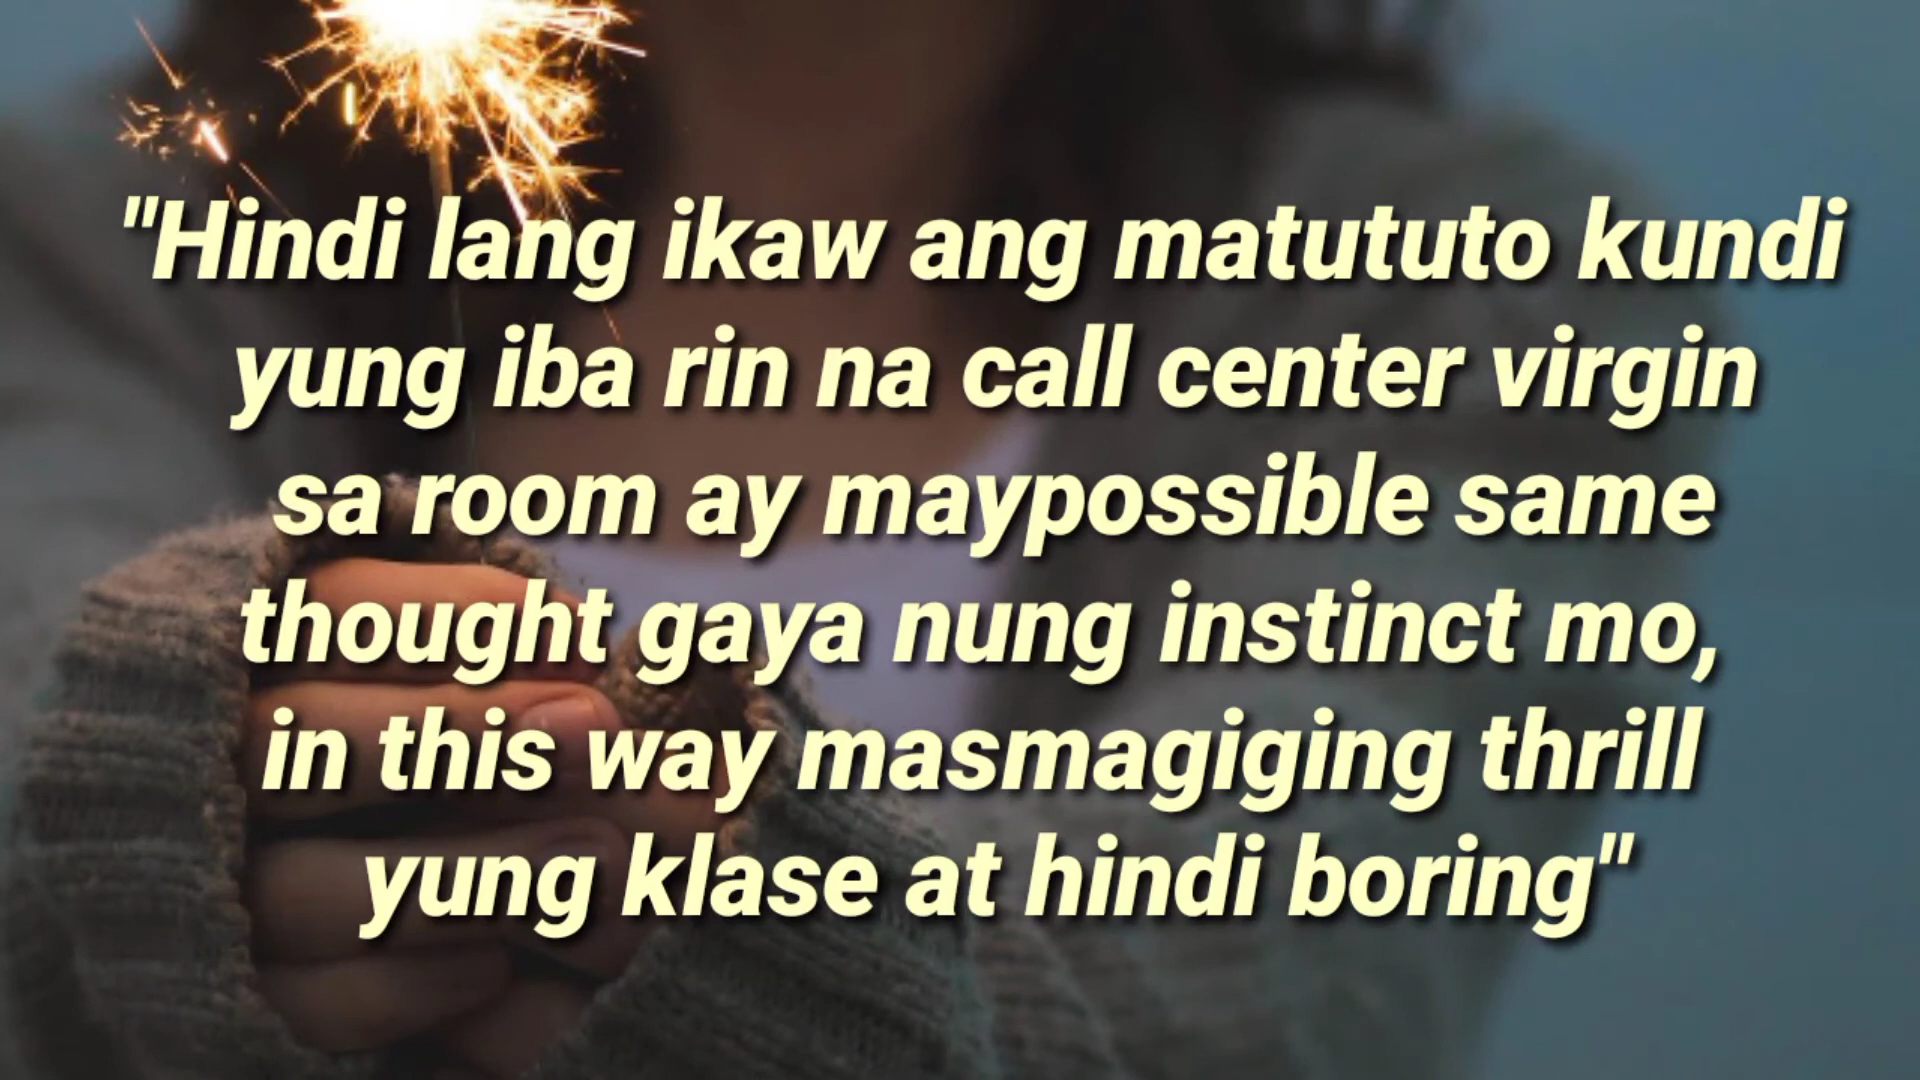 "Hindi lang ikaw ang matututo kundi
yung iba rin na call center virgin
sa room ay maypossible same
thought gaya nung instinct mo,
in this way masmagiging thrill
yung klase at hindi boring"